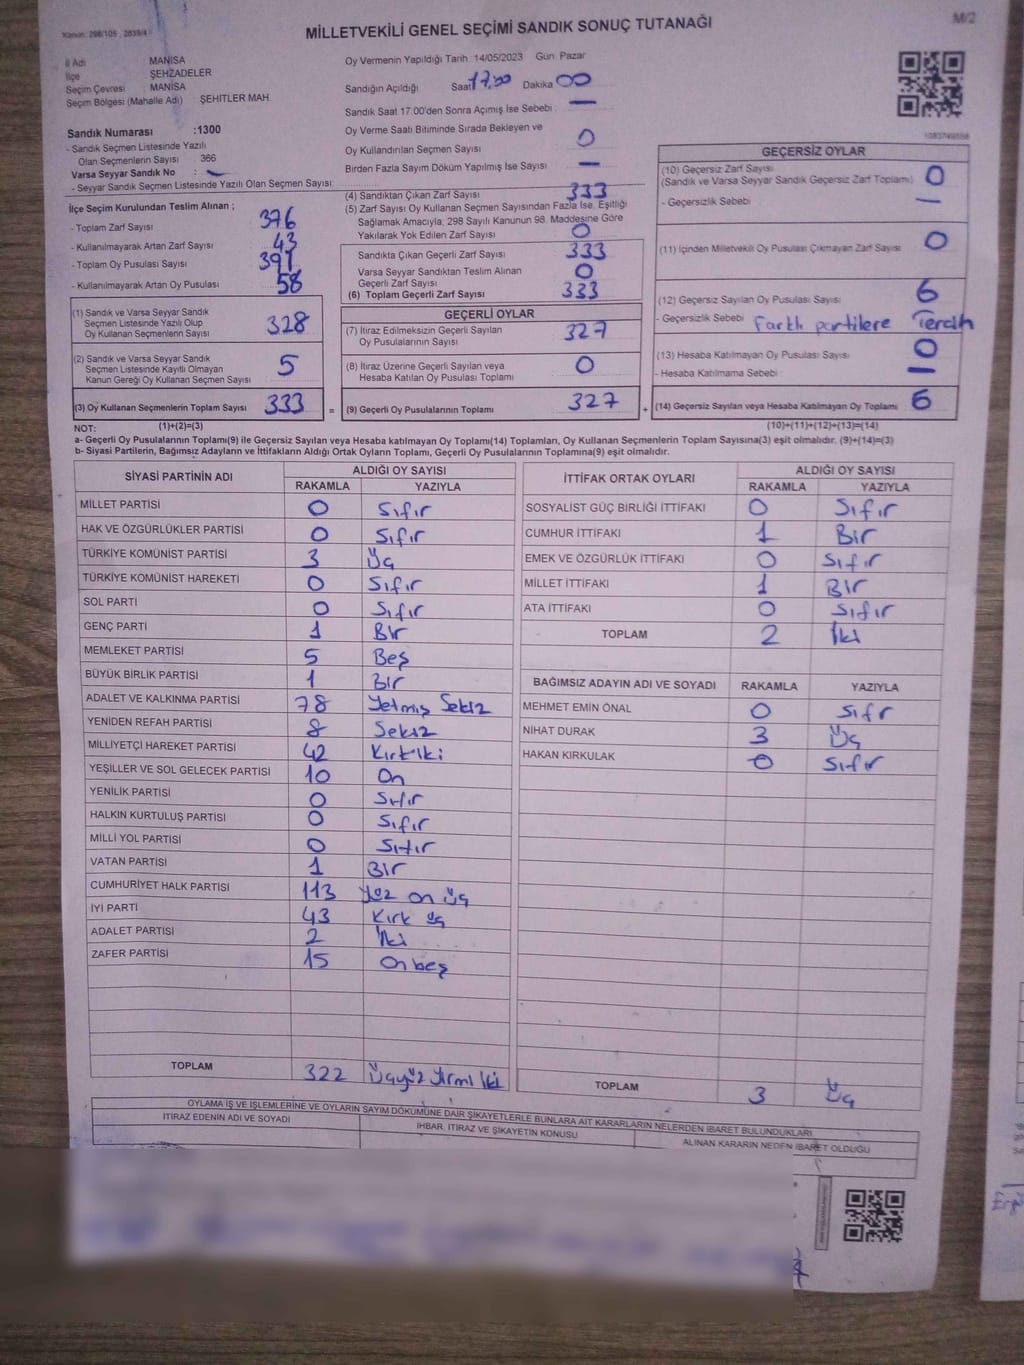 Kanun: 298/105 , 2839/4
MİLLETVEKİLİ GENEL SEÇİMİ SANDIK SONUÇ TUTANAĞI
M/2
İl Adı MANİSA
İlçe ŞEHZADELER
Seçim Çevresi : MANİSA
Seçim Bölgesi (Mahalle Adı) ŞEHİTLER MAH.
Oy Vermenin Yapıldığı Tarih :14/05/2023 Gün: Pazar
Sandığın Açıldığı Saat 17.00 Dakika 00
Sandık Saat 17:00'den Sonra Açımış İse Sebebi : —
Oy Verme Saati Bitiminde Sırada Bekleyen ve
Oy Kullandırılan Seçmen Sayısı 0
Birden Fazla Sayım Döküm Yapılmış İse Sayısı —
Sandık Numarası :1300
- Sandık Seçmen Listesinde Yazılı
Olan Seçmenlerin Sayısı : 366
Varsa Seyyar Sandık No : —
- Seyyar Sandık Seçmen Listesinde Yazılı Olan Seçmen Sayısı:
İlçe Seçim Kurulundan Teslim Alınan ;
- Toplam Zarf Sayısı 376
- Kullanılmayarak Artan Zarf Sayısı 43
- Toplam Oy Pusulası Sayısı 391
- Kullanılmayarak Artan Oy Pusulası 58
(1) Sandık ve Varsa Seyyar Sandık
Seçmen Listesinde Yazılı Olup
Oy Kullanan Seçmenlerin Sayısı 328
(2) Sandık ve Varsa Seyyar Sandık
Seçmen Listesinde Kayıtlı Olmayan
Kanun Gereği Oy Kullanan Seçmen Sayısı 5
(3) Oy Kullanan Seçmenlerin Toplam Sayısı 333 =
(4) Sandıktan Çıkan Zarf Sayısı 333
(5) Zarf Sayısı Oy Kullanan Seçmen Sayısından Fazla İse, Eşitliği
Sağlamak Amacıyla, 298 Sayılı Kanunun 98. Maddesine Göre
Yakılarak Yok Edilen Zarf Sayısı 0
Sandıkta Çıkan Geçerli Zarf Sayısı 333
Varsa Seyyar Sandıktan Teslim Alınan
Geçerli Zarf Sayısı 0
(6) Toplam Geçerli Zarf Sayısı 333
GEÇERLİ OYLAR
(7) İtiraz Edilmeksizin Geçerli Sayılan
Oy Pusulalarının Sayısı 327
(8) İtiraz Üzerine Geçerli Sayılan veya
Hesaba Katılan Oy Pusulası Toplamı 0
(9) Geçerli Oy Pusulalarının Toplamı 327 +
GEÇERSİZ OYLAR
(10) Geçersiz Zarf Sayısı 0
(Sandık ve Varsa Seyyar Sandık Geçersiz Zarf Toplamı)
- Geçersizlik Sebebi —
(11) İçinden Milletvekili Oy Pusulası Çıkmayan Zarf Sayısı 0
(12) Geçersiz Sayılan Oy Pusulası Sayısı 6
- Geçersizlik Sebebi Farklı partilere Tercih
(13) Hesaba Katılmayan Oy Pusulası Sayısı 0
- Hesaba Katılmama Sebebi : —
(14) Geçersiz Sayılan veya Hesaba Katılmayan Oy Toplamı 6
NOT: (1)+(2)=(3) (10)+(11)+(12)+(13)=(14)
a- Geçerli Oy Pusulalarının Toplamı(9) ile Geçersiz Sayılan veya Hesaba katılmayan Oy Toplamı(14) Toplamları, Oy Kullanan Seçmenlerin Toplam Sayısına(3) eşit olmalıdır. (9)+(14)=(3)
b- Siyasi Partilerin, Bağımsız Adayların ve İttifakların Aldığı Ortak Oyların Toplamı, Geçerli Oy Pusulalarının Toplamına(9) eşit olmalıdır.
SİYASİ PARTİNİN ADI ALDIĞI OY SAYISI
RAKAMLA YAZIYLA
MİLLET PARTİSİ 0 Sıfır
HAK VE ÖZGÜRLÜKLER PARTİSİ 0 Sıfır
TÜRKİYE KOMÜNİST PARTİSİ 3 Üç
TÜRKİYE KOMÜNİST HAREKETİ 0 Sıfır
SOL PARTİ 0 Sıfır
GENÇ PARTİ 1 Bir
MEMLEKET PARTİSİ 5 Beş
BÜYÜK BİRLİK PARTİSİ 1 Bir
ADALET VE KALKINMA PARTİSİ 78 Yetmiş Sekiz
YENİDEN REFAH PARTİSİ 8 Sekiz
MİLLİYETÇİ HAREKET PARTİSİ 42 Kırk iki
YEŞİLLER VE SOL GELECEK PARTİSİ 10 On
YENİLİK PARTİSİ 0 Sıfır
HALKIN KURTULUŞ PARTİSİ 0 Sıfır
MİLLİ YOL PARTİSİ 0 Sıfır
VATAN PARTİSİ 1 Bir
CUMHURİYET HALK PARTİSİ 113 Yüz on üç
İYİ PARTİ 43 Kırk üç
ADALET PARTİSİ 2 İki
ZAFER PARTİSİ 15 On beş
TOPLAM 322 Üçyüz Yirmi iki
İTTİFAK ORTAK OYLARI ALDIĞI OY SAYISI
RAKAMLA YAZIYLA
SOSYALİST GÜÇ BİRLİĞİ İTTİFAKI 0 Sıfır
CUMHUR İTTİFAKI 1 Bir
EMEK VE ÖZGÜRLÜK İTTİFAKI 0 Sıfır
MİLLET İTTİFAKI 1 Bir
ATA İTTİFAKI 0 Sıfır
TOPLAM 2 İki
BAĞIMSIZ ADAYIN ADI VE SOYADI RAKAMLA YAZIYLA
MEHMET EMİN ÖNAL 0 Sıfr
NİHAT DURAK 3 Üç
HAKAN KIRKULAK 0 Sıfır
TOPLAM 3 Üç
OYLAMA İŞ VE İŞLEMLERİNE VE OYLARIN SAYIM DÖKÜMÜNE DAİR ŞİKAYETLERLE BUNLARA AİT KARARLARIN NELERDEN İBARET BULUNDUKLARI
İTİRAZ EDENİN ADI VE SOYADI İHBAR, İTİRAZ VE ŞİKAYETİN KONUSU ALINAN KARARIN NEDEN İBARET OLDUĞU